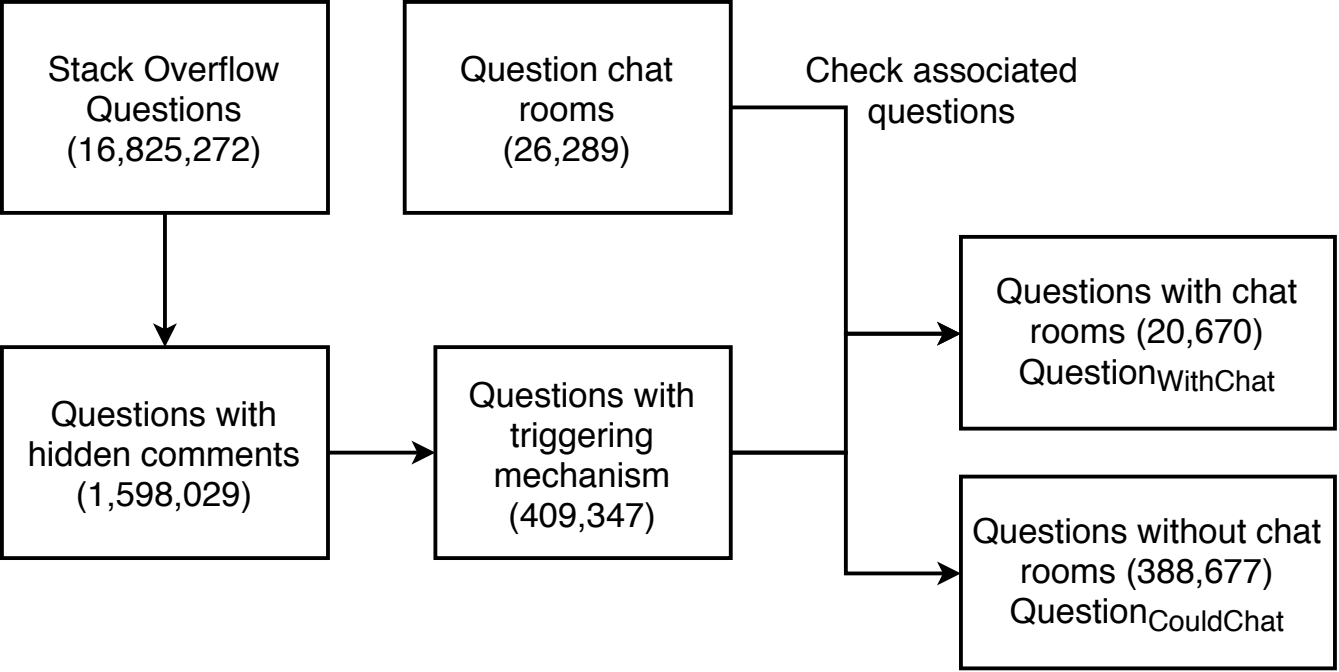 Stack Overflow
Questions
(16,825,272)
Question chat
rooms
(26,289)
Check associated
questions
Questions with
hidden comments
(1,598,029)
Questions with
triggering
mechanism
(409,347)
Questions with chat
rooms (20,670)
QuestionWithChat
Questions without chat
rooms (388,677)
QuestionCouldChat